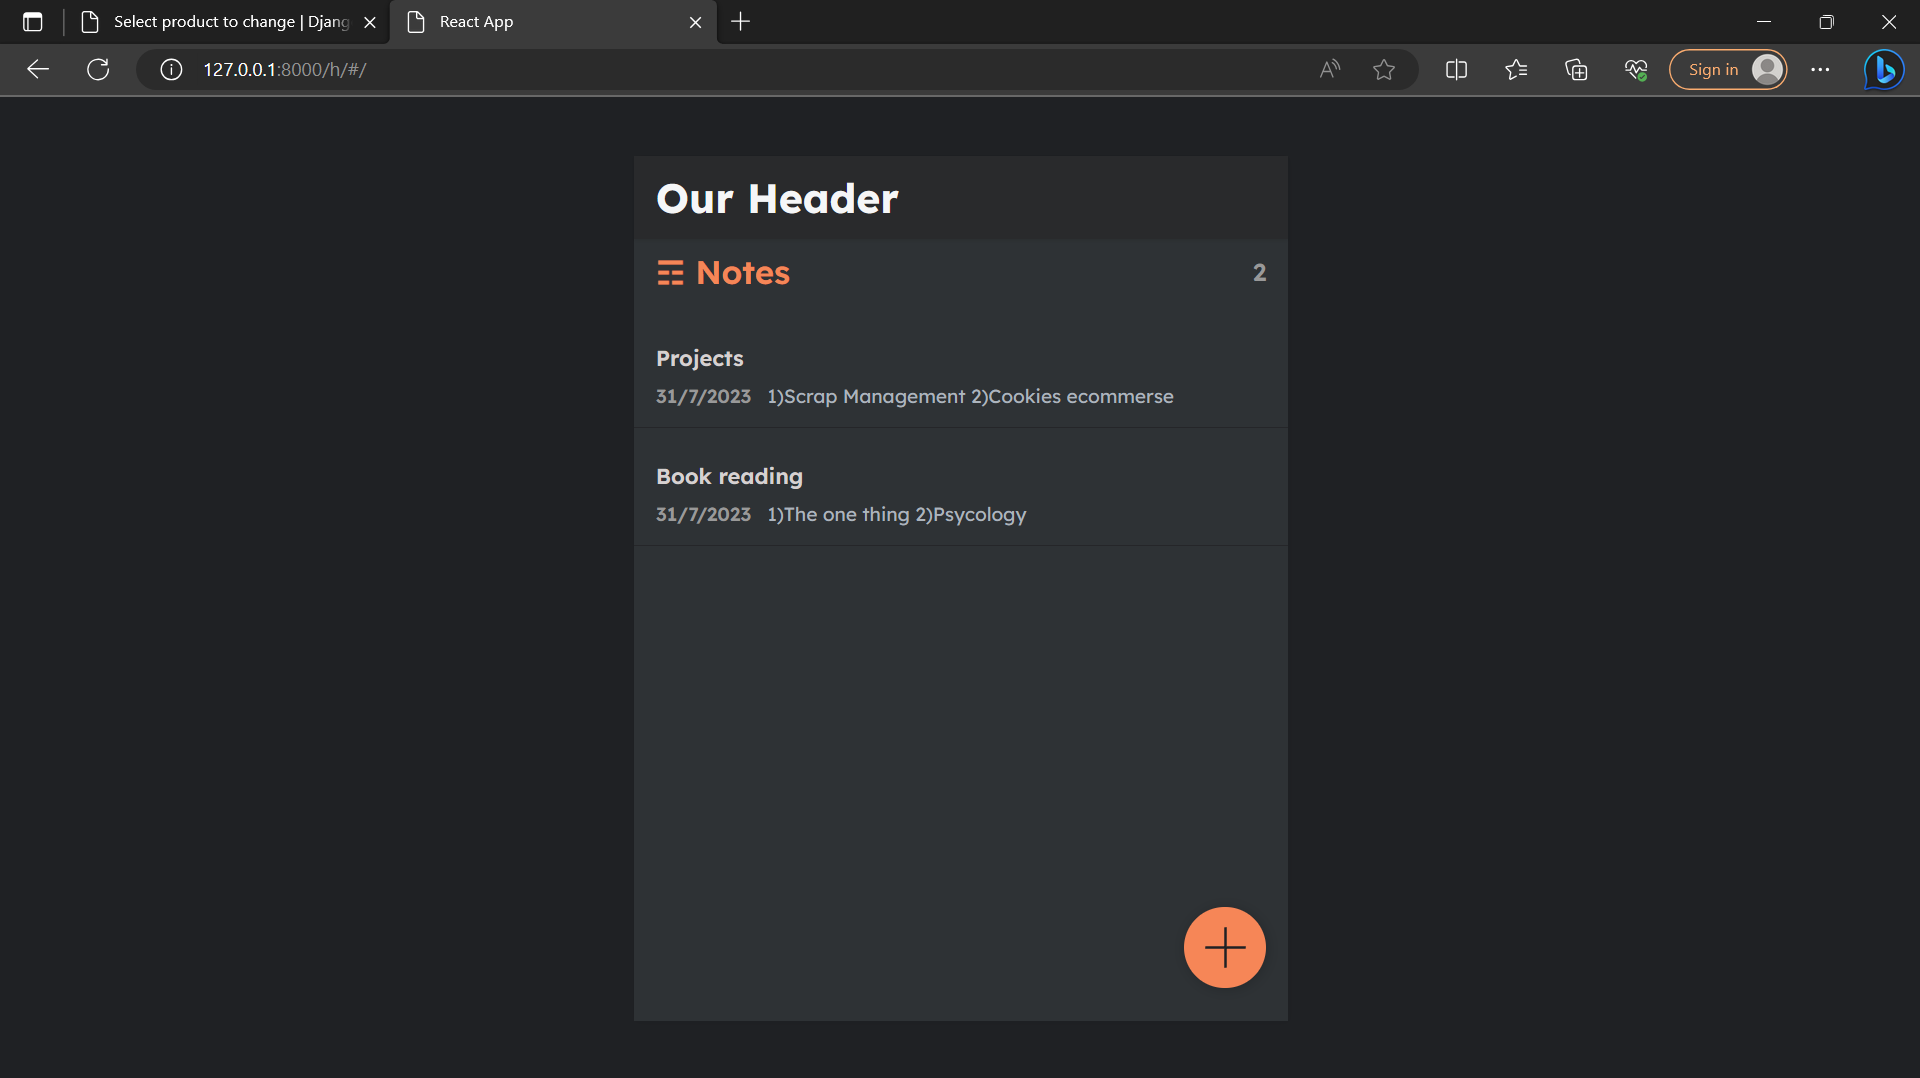 Select product to change | Djang
React App
127.0.0.1:8000/h/#/
Sign in
Our Header
Notes 2
Projects
31/7/2023 1)Scrap Management 2)Cookies ecommerse
Book reading
31/7/2023 1)The one thing 2)Psycology